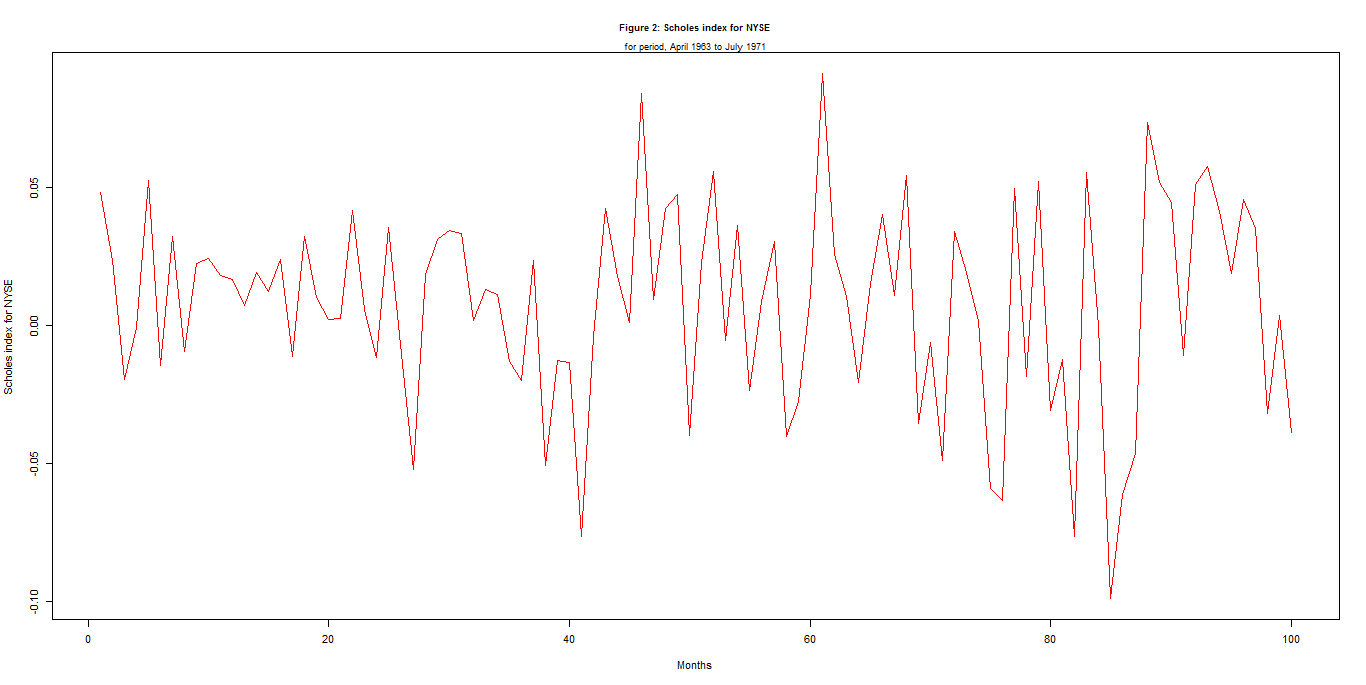 Figure 2: Scholes index for NYSE
for period, April 1963 to July 1971
Scholes index for NYSE
0.05
0.00
-0.05
-0.10
0 20 40 60 80 100
Months